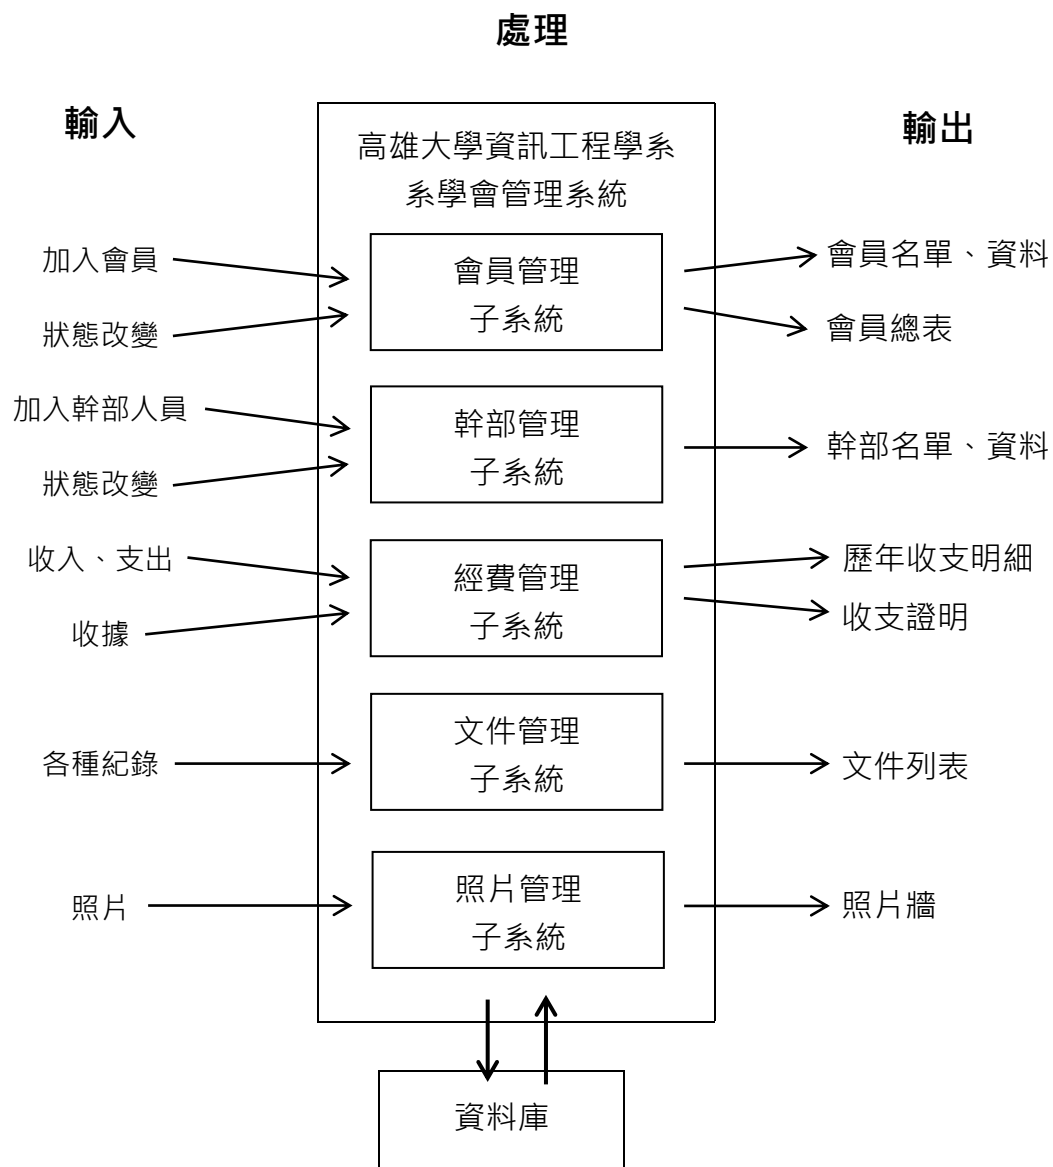 處理
輸入
輸出
高雄大學資訊工程學系
系學會管理系統
加入會員
狀態改變
會員管理
子系統
會員名單、資料
會員總表
加入幹部人員
狀態改變
幹部管理
子系統
幹部名單、資料
收入、支出
收據
經費管理
子系統
歷年收支明細
收支證明
各種紀錄
文件管理
子系統
文件列表
照片
照片管理
子系統
照片牆
資料庫